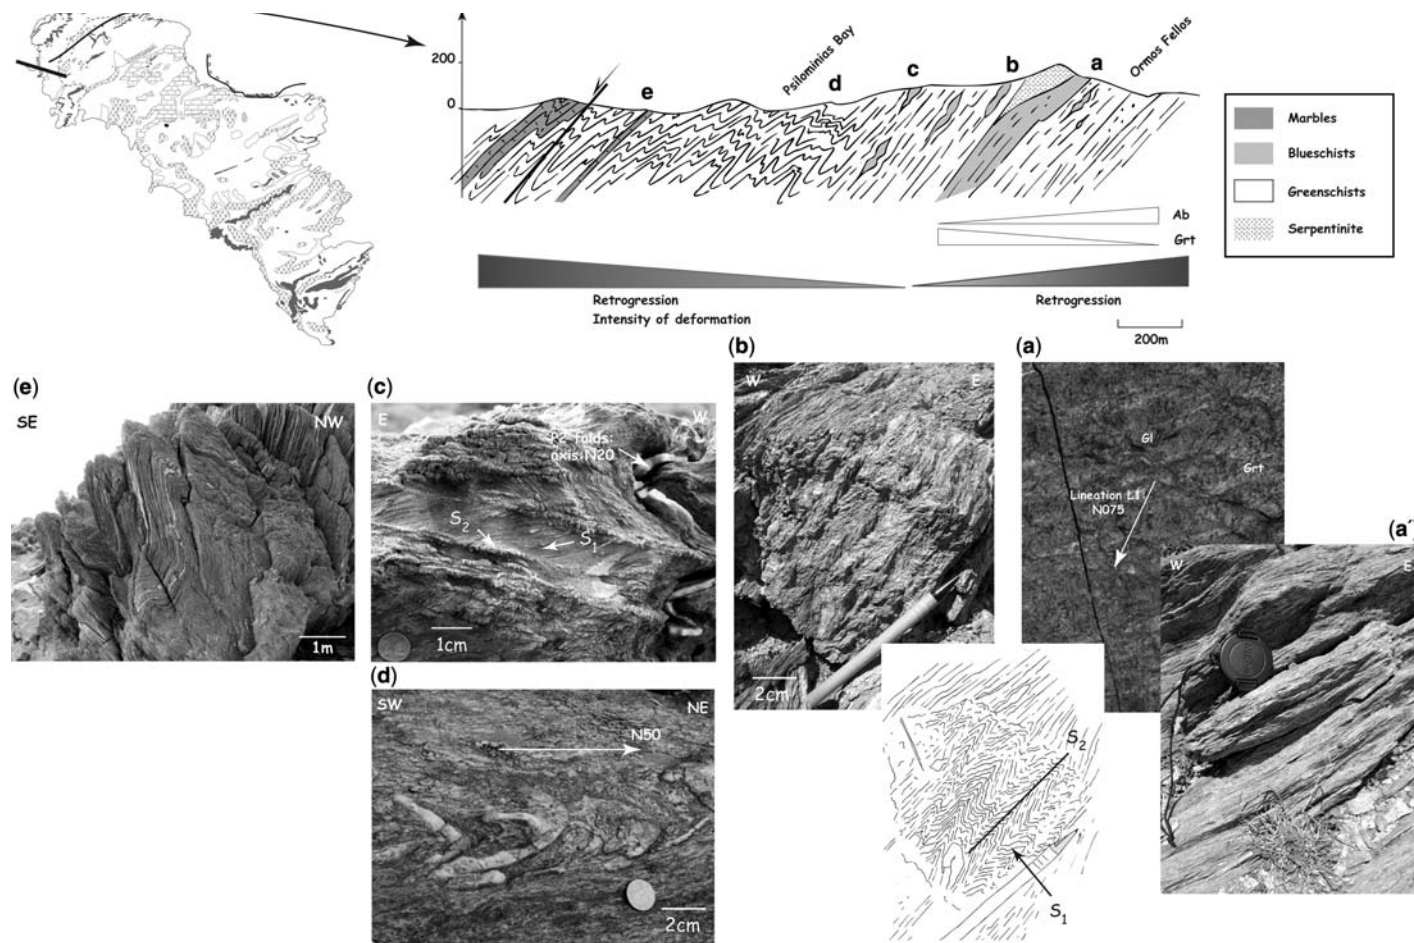 200
0
e
Psilominias Bay
d
c
b
a
Ormos Fellos
Marbles
Blueschists
Greenschists
Serpentinite
Ab
Grt
Retrogression
Intensity of deformation
Retrogression
200m
(e)
SE
NW
1m
(c)
E
W
P2 folds:
axis:N20
S2
S1
1cm
(d)
SW
NE
N50
2cm
(b)
W
E
2cm
S2
S1
(a)
Gl
Grt
Lineation L1:
N075
(a')
W
E